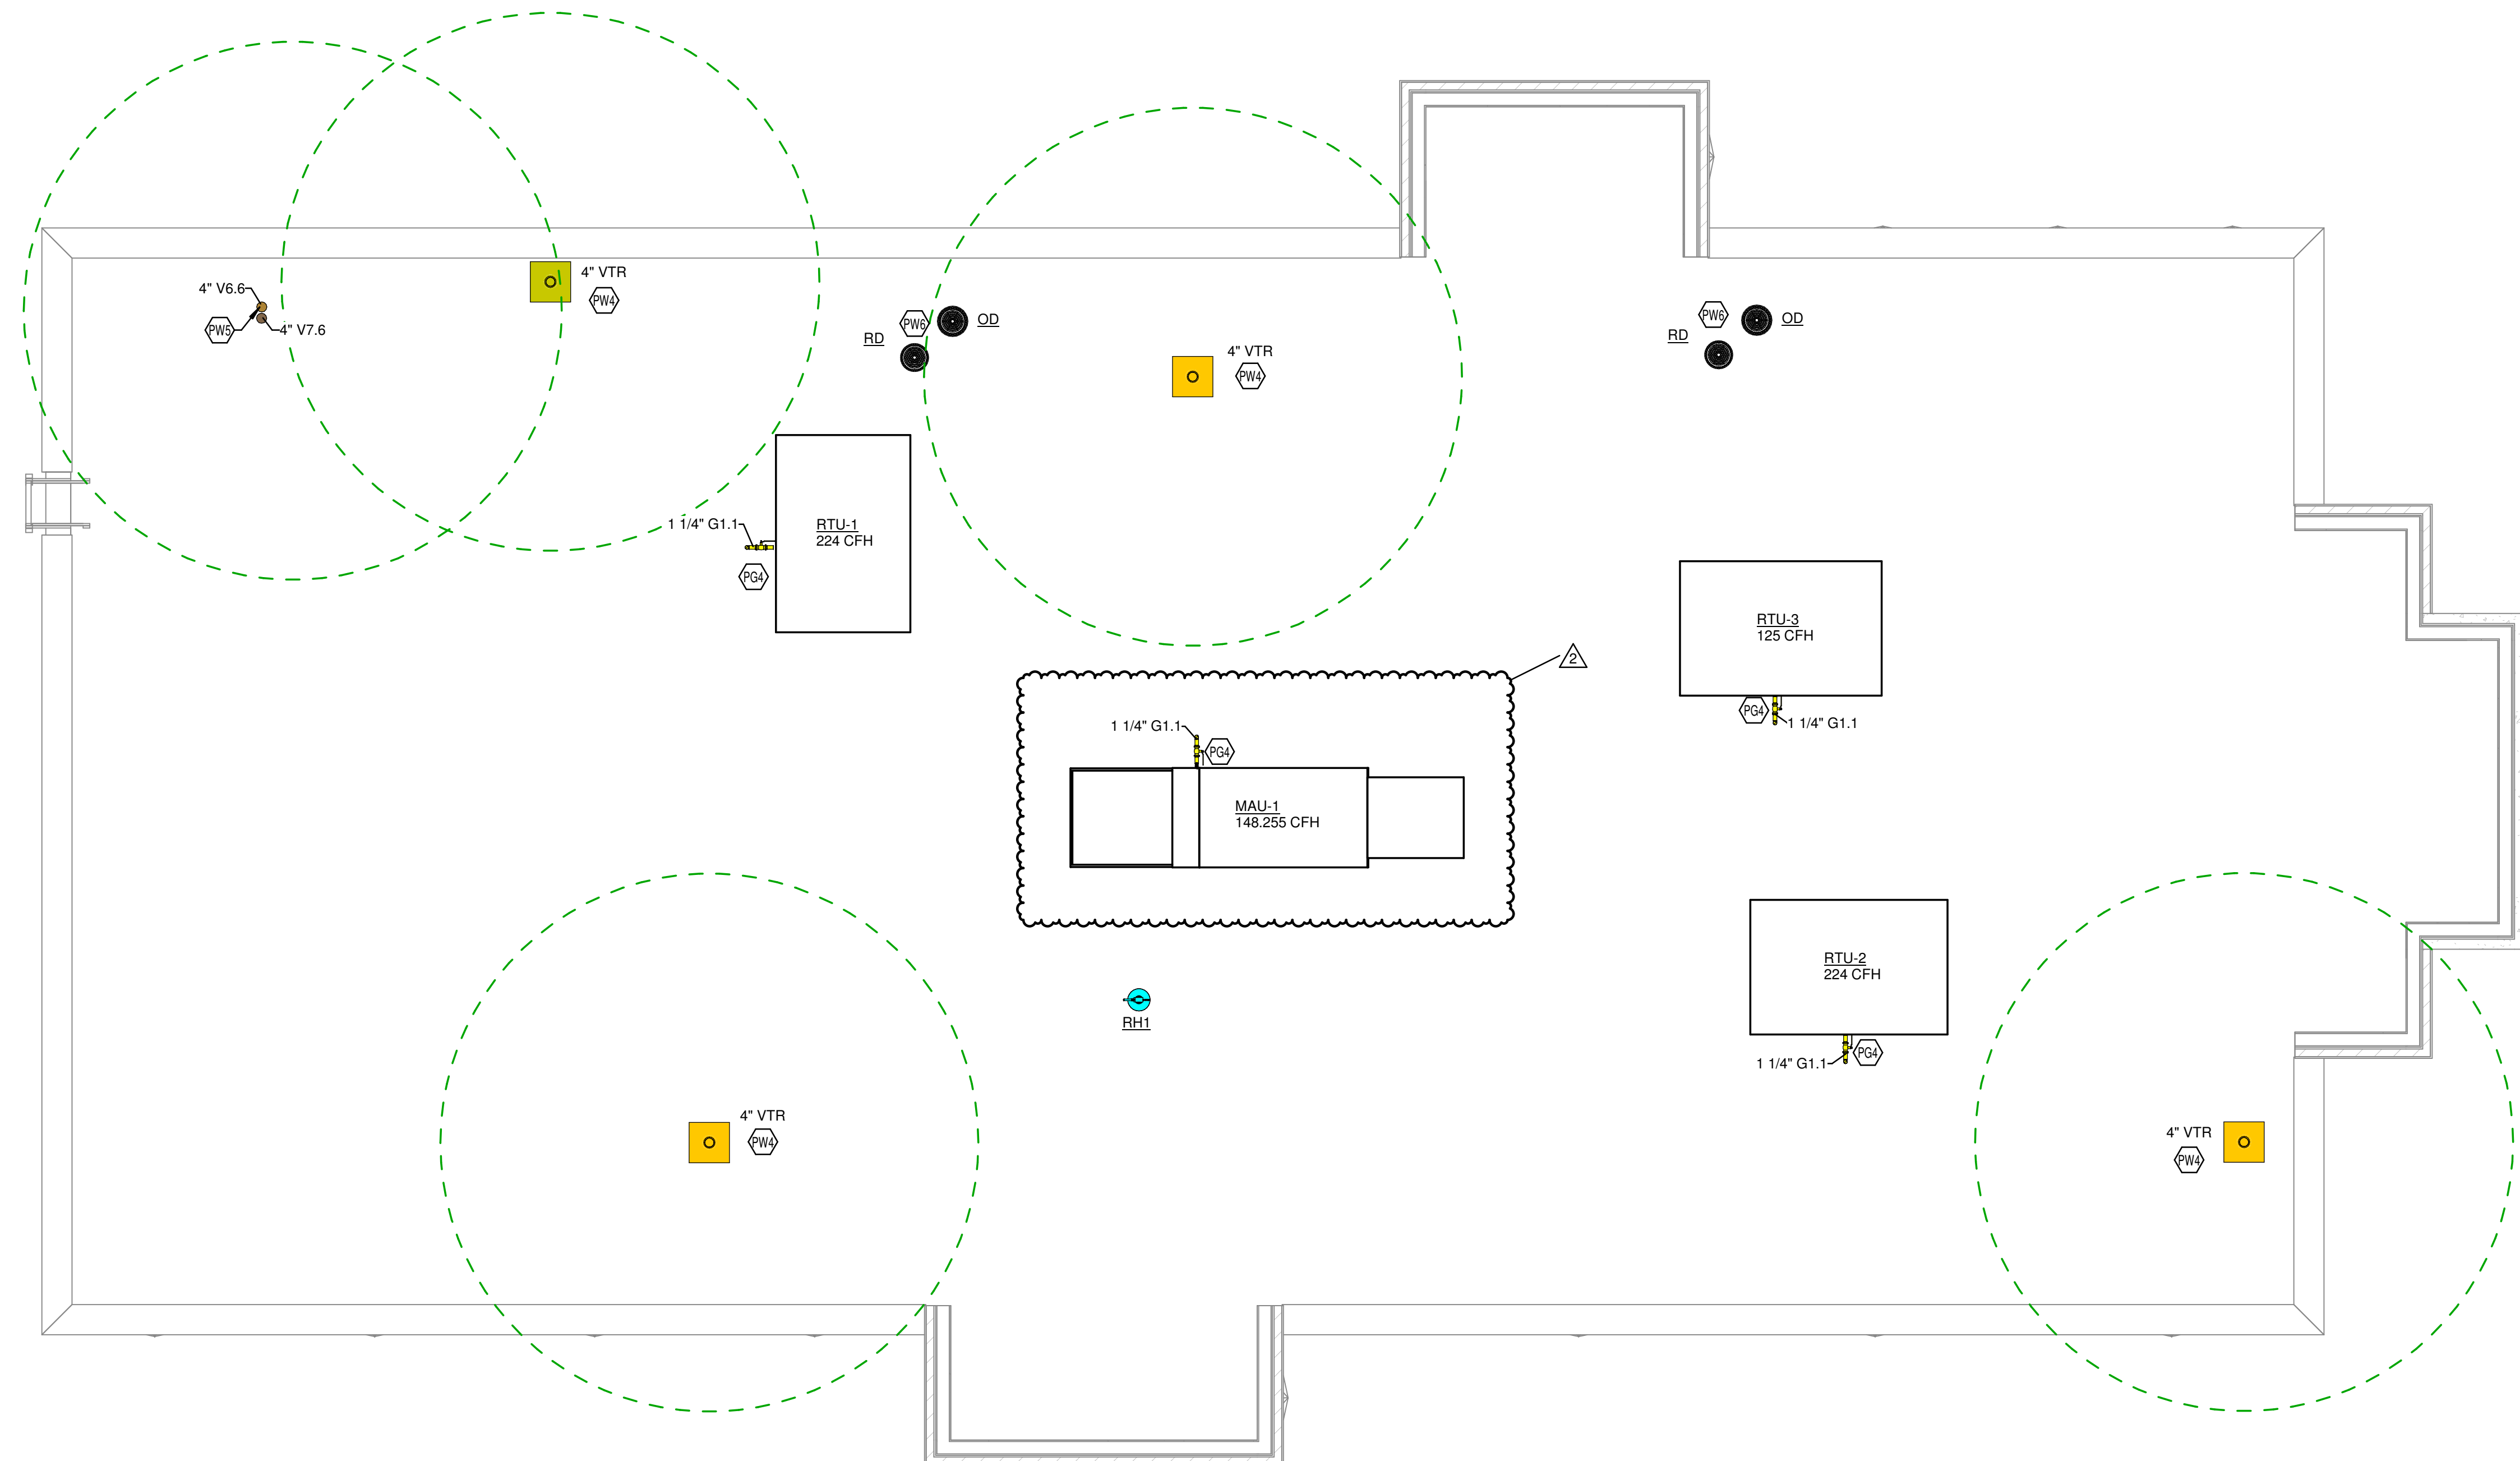 4" VTR
PW4
4" V6.6
PW5
4" V7.6
RD
PW6
OD
4" VTR
PW4
RD
PW6
OD
1 1/4" G1.1
PG4
RTU-1
224 CFH
RTU-3
125 CFH
PG4
1 1/4" G1.1
2
1 1/4" G1.1
PG4
MAU-1
148.255 CFH
RTU-2
224 CFH
1 1/4" G1.1
PG4
RH1
4" VTR
PW4
4" VTR
PW4